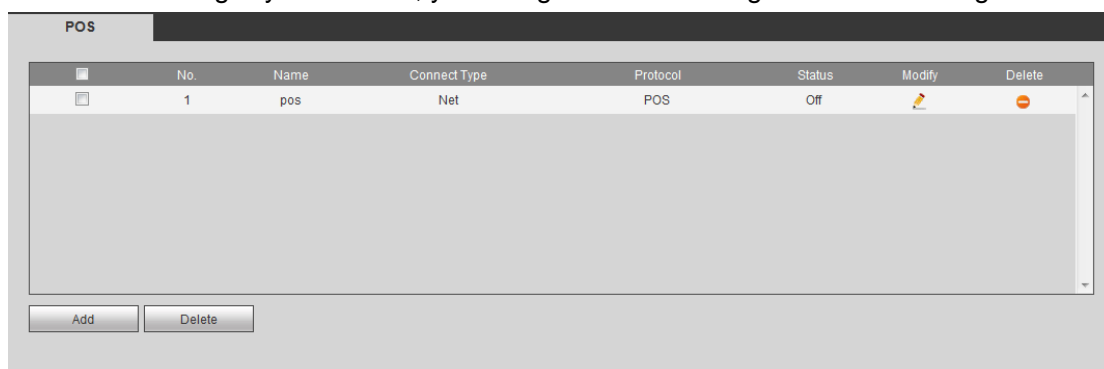 POS
No. Name Connect Type Protocol Status Modify Delete
1 pos Net POS Off
Add Delete